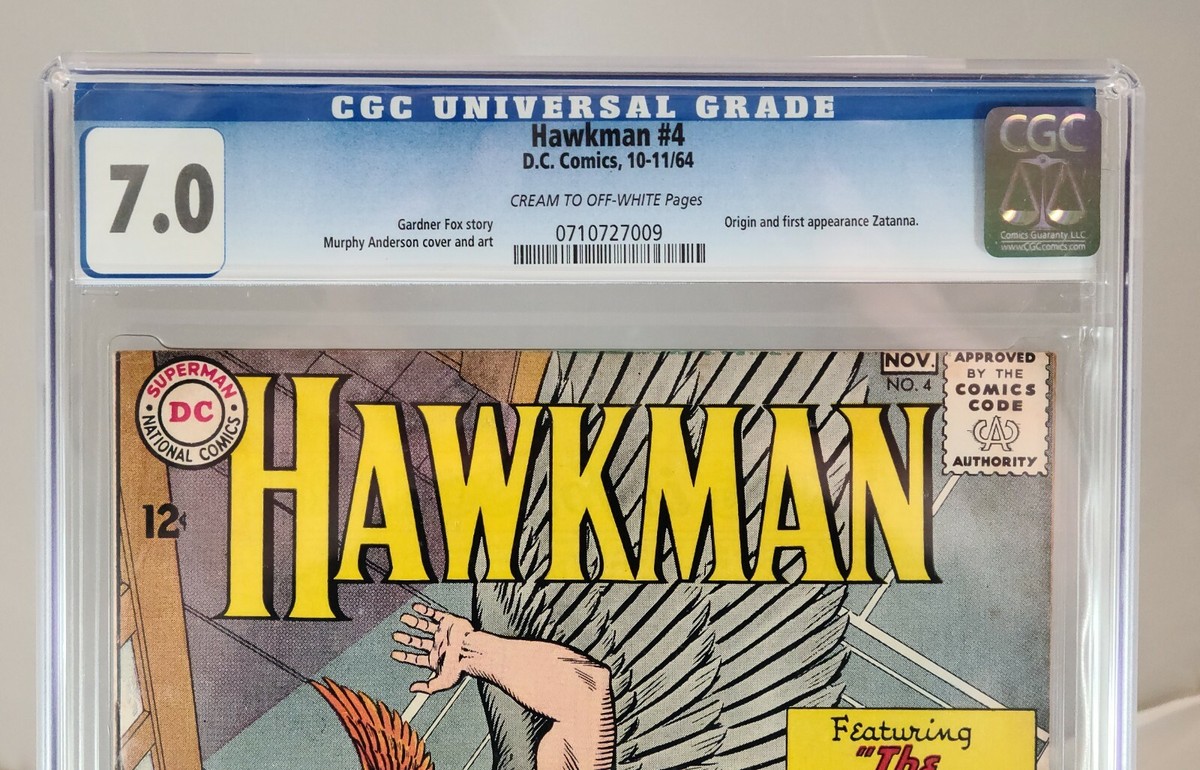 CGC UNIVERSAL GRADE
7.0
Hawkman #4
D.C. Comics, 10-11/64
CREAM TO OFF-WHITE Pages
Gardner Fox story
Murphy Anderson cover and art
0710727009
Origin and first appearance Zatanna.
CGC
Comics Guaranty, LLC
www.CGCcomics.com
SUPERMAN
DC
NATIONAL COMICS
HAWKMAN
12¢
NOV.
NO. 4
APPROVED
BY THE
COMICS
CODE
CA
AUTHORITY
Featuring
"The